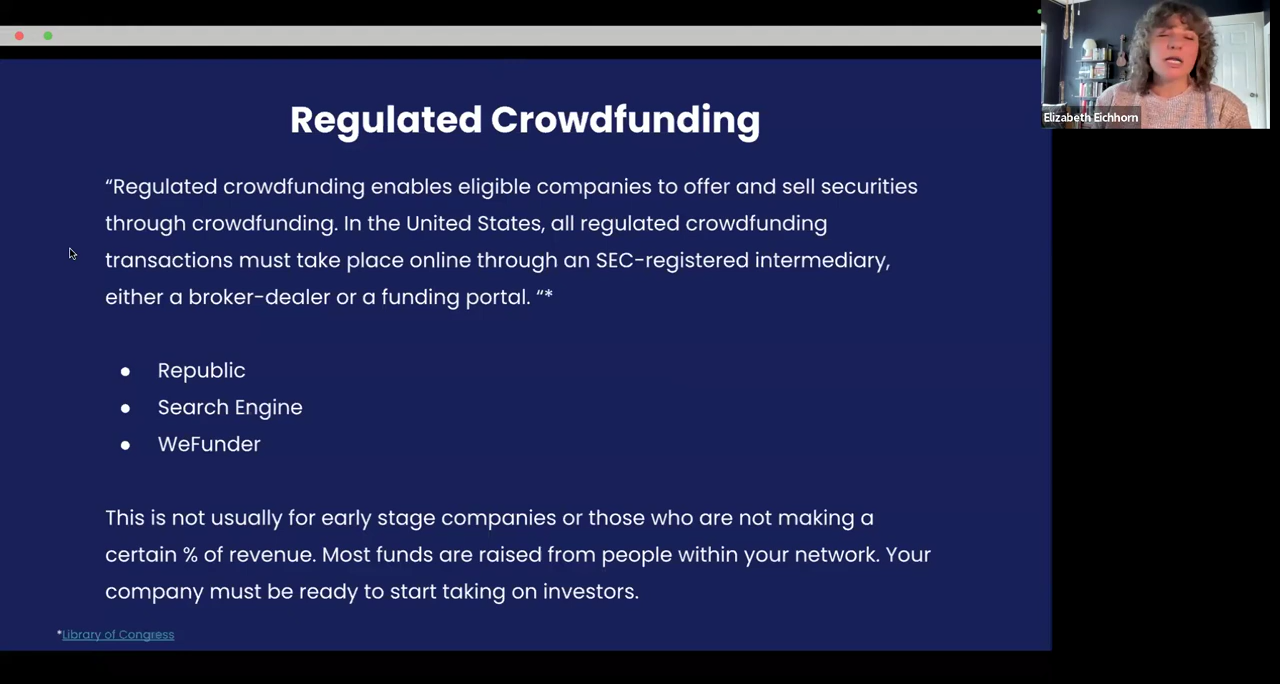 Regulated Crowdfunding
“Regulated crowdfunding enables eligible companies to offer and sell securities
through crowdfunding. In the United States, all regulated crowdfunding
transactions must take place online through an SEC-registered intermediary,
either a broker-dealer or a funding portal. “*
● Republic
● Search Engine
● WeFunder
This is not usually for early stage companies or those who are not making a
certain % of revenue. Most funds are raised from people within your network. Your
company must be ready to start taking on investors.
*Library of Congress
Elizabeth Eichhorn